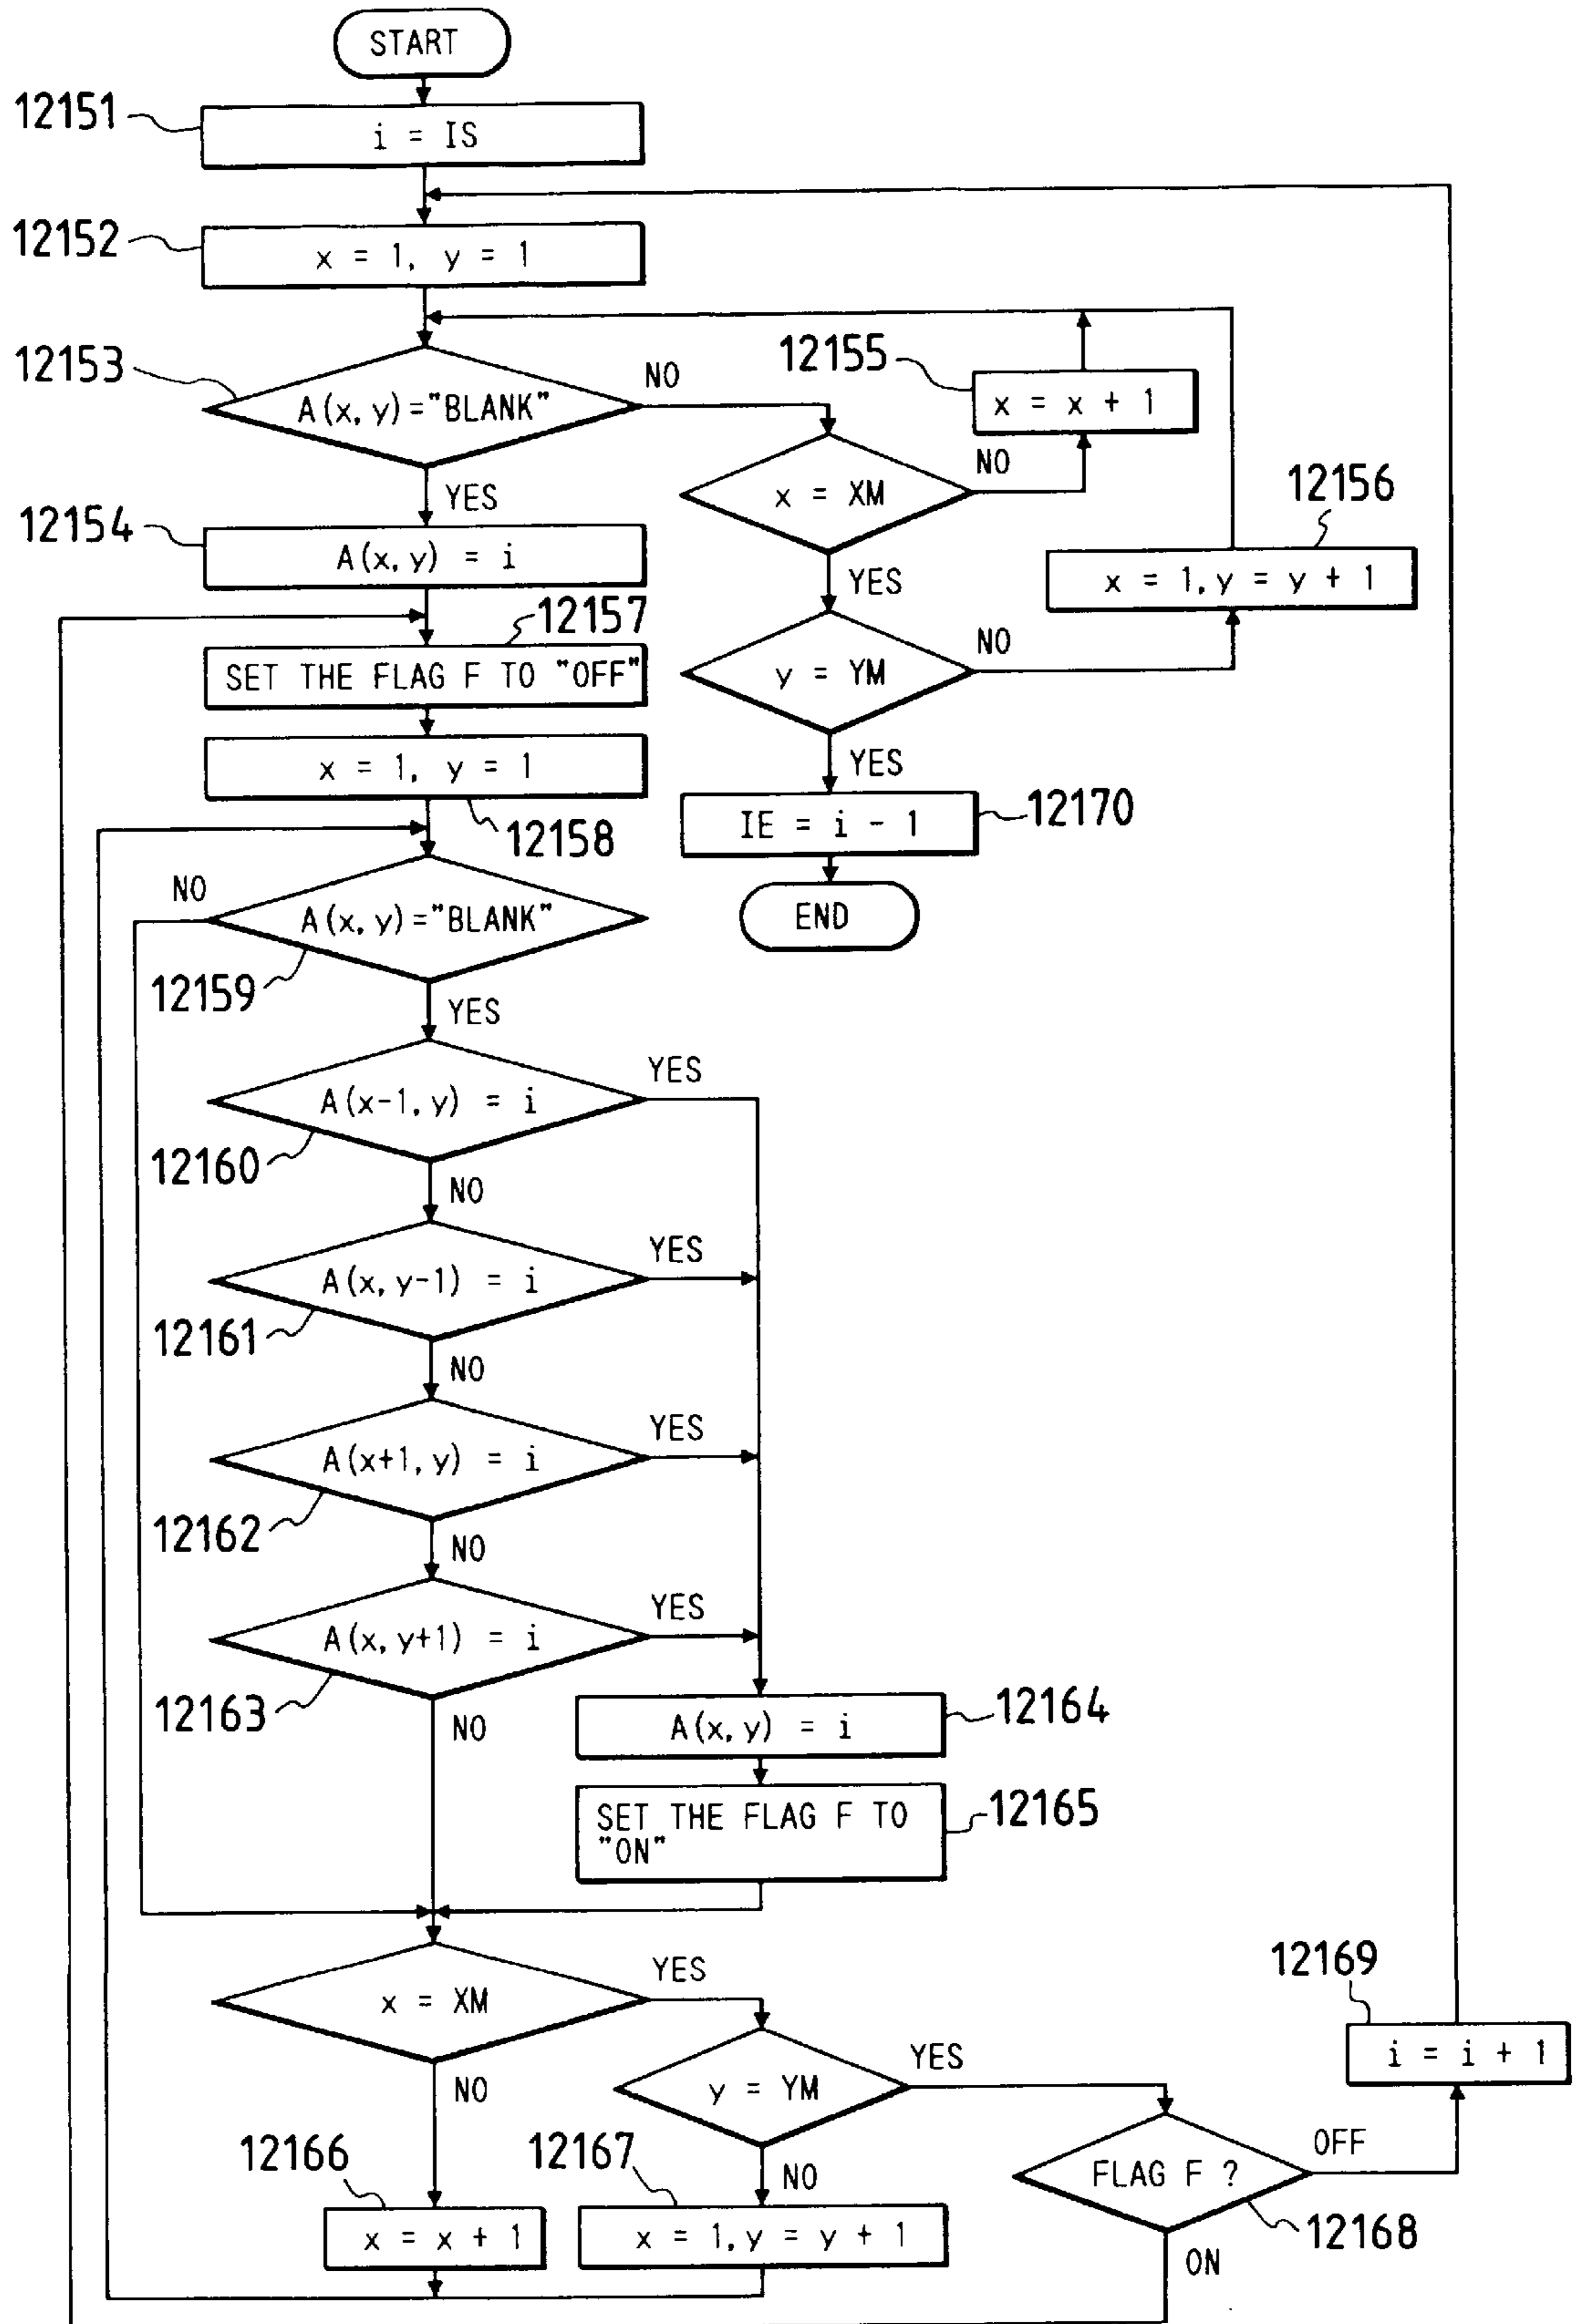 START
12151
i = IS
12152
x = 1, y = 1
12153
A(x, y)="BLANK"
NO
YES
12155
x = x + 1
x = XM
NO
YES
12156
x = 1, y = y + 1
12154
A(x, y) = i
y = YM
NO
YES
12157
SET THE FLAG F TO "OFF"
x = 1, y = 1
12158
IE = i - 1
12170
END
NO
A(x, y)="BLANK"
12159
YES
A(x-1, y) = i
YES
12160
NO
A(x, y-1) = i
YES
12161
NO
A(x+1, y) = i
YES
12162
NO
A(x, y+1) = i
YES
12163
NO
A(x, y) = i
12164
SET THE FLAG F TO
"ON"
12165
x = XM
YES
NO
y = YM
YES
NO
12169
i = i + 1
12166
x = x + 1
12167
x = 1, y = y + 1
FLAG F ?
OFF
12168
ON